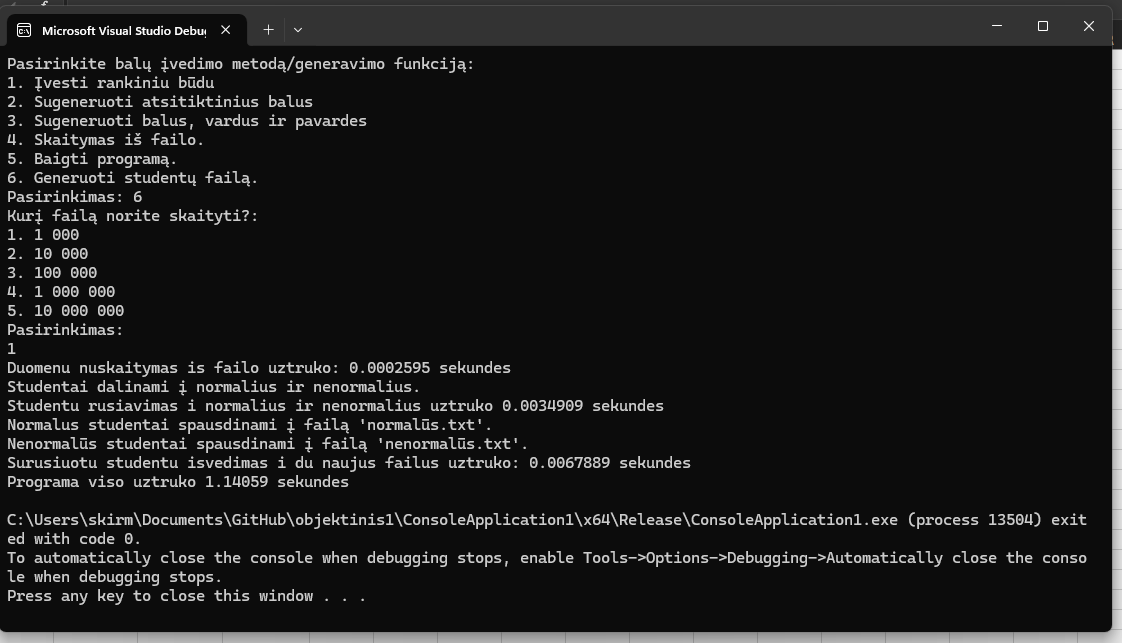 Microsoft Visual Studio Debug
Pasirinkite balų įvedimo metodą/generavimo funkciją:
1. Įvesti rankiniu būdu
2. Sugeneruoti atsitiktinius balus
3. Sugeneruoti balus, vardus ir pavardes
4. Skaitymas iš failo.
5. Baigti programą.
6. Generuoti studentų failą.
Pasirinkimas: 6
Kurį failą norite skaityti?:
1. 1 000
2. 10 000
3. 100 000
4. 1 000 000
5. 10 000 000
Pasirinkimas:
1
Duomenu nuskaitymas is failo uztruko: 0.0002595 sekundes
Studentai dalinami į normalius ir nenormalius.
Studentu rusiavimas i normalius ir nenormalius uztruko 0.0034909 sekundes
Normalus studentai spausdinami į failą 'normalūs.txt'.
Nenormalūs studentai spausdinami į failą 'nenormalūs.txt'.
Surusiuotu studentu isvedimas i du naujus failus uztruko: 0.0067889 sekundes
Programa viso uztruko 1.14059 sekundes
C:\Users\skirm\Documents\GitHub\objektinis1\ConsoleApplication1\x64\Release\ConsoleApplication1.exe (process 13504) exit
ed with code 0.
To automatically close the console when debugging stops, enable Tools->Options->Debugging->Automatically close the conso
le when debugging stops.
Press any key to close this window . . .